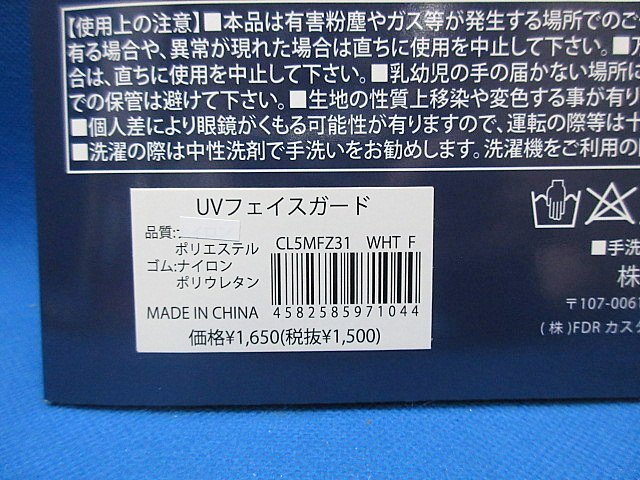 【使用上の注意】■本品は有害粉塵やガス等が発生する場所でのご
有る場合や、異常が現れた場合は直ちに使用を中止して下さい。■
合は、直ちに使用を中止して下さい。■乳幼児の手の届かない場所に
での保管は避けて下さい。■生地の性質上移染や変色する事が有り
■個人差により眼鏡がくもる可能性が有りますので、運転の際等は十
■洗濯の際は中性洗剤で手洗いをお勧めします。洗濯機をご利用の
UVフェイスガード
品質:
ポリエステル
ゴム:ナイロン
ポリウレタン
CL5MFZ31 WHT F
4582585971044
MADE IN CHINA
価格¥1,650(税抜¥1,500)
■手洗
株
〒107-0061
(株)FDR カスタ